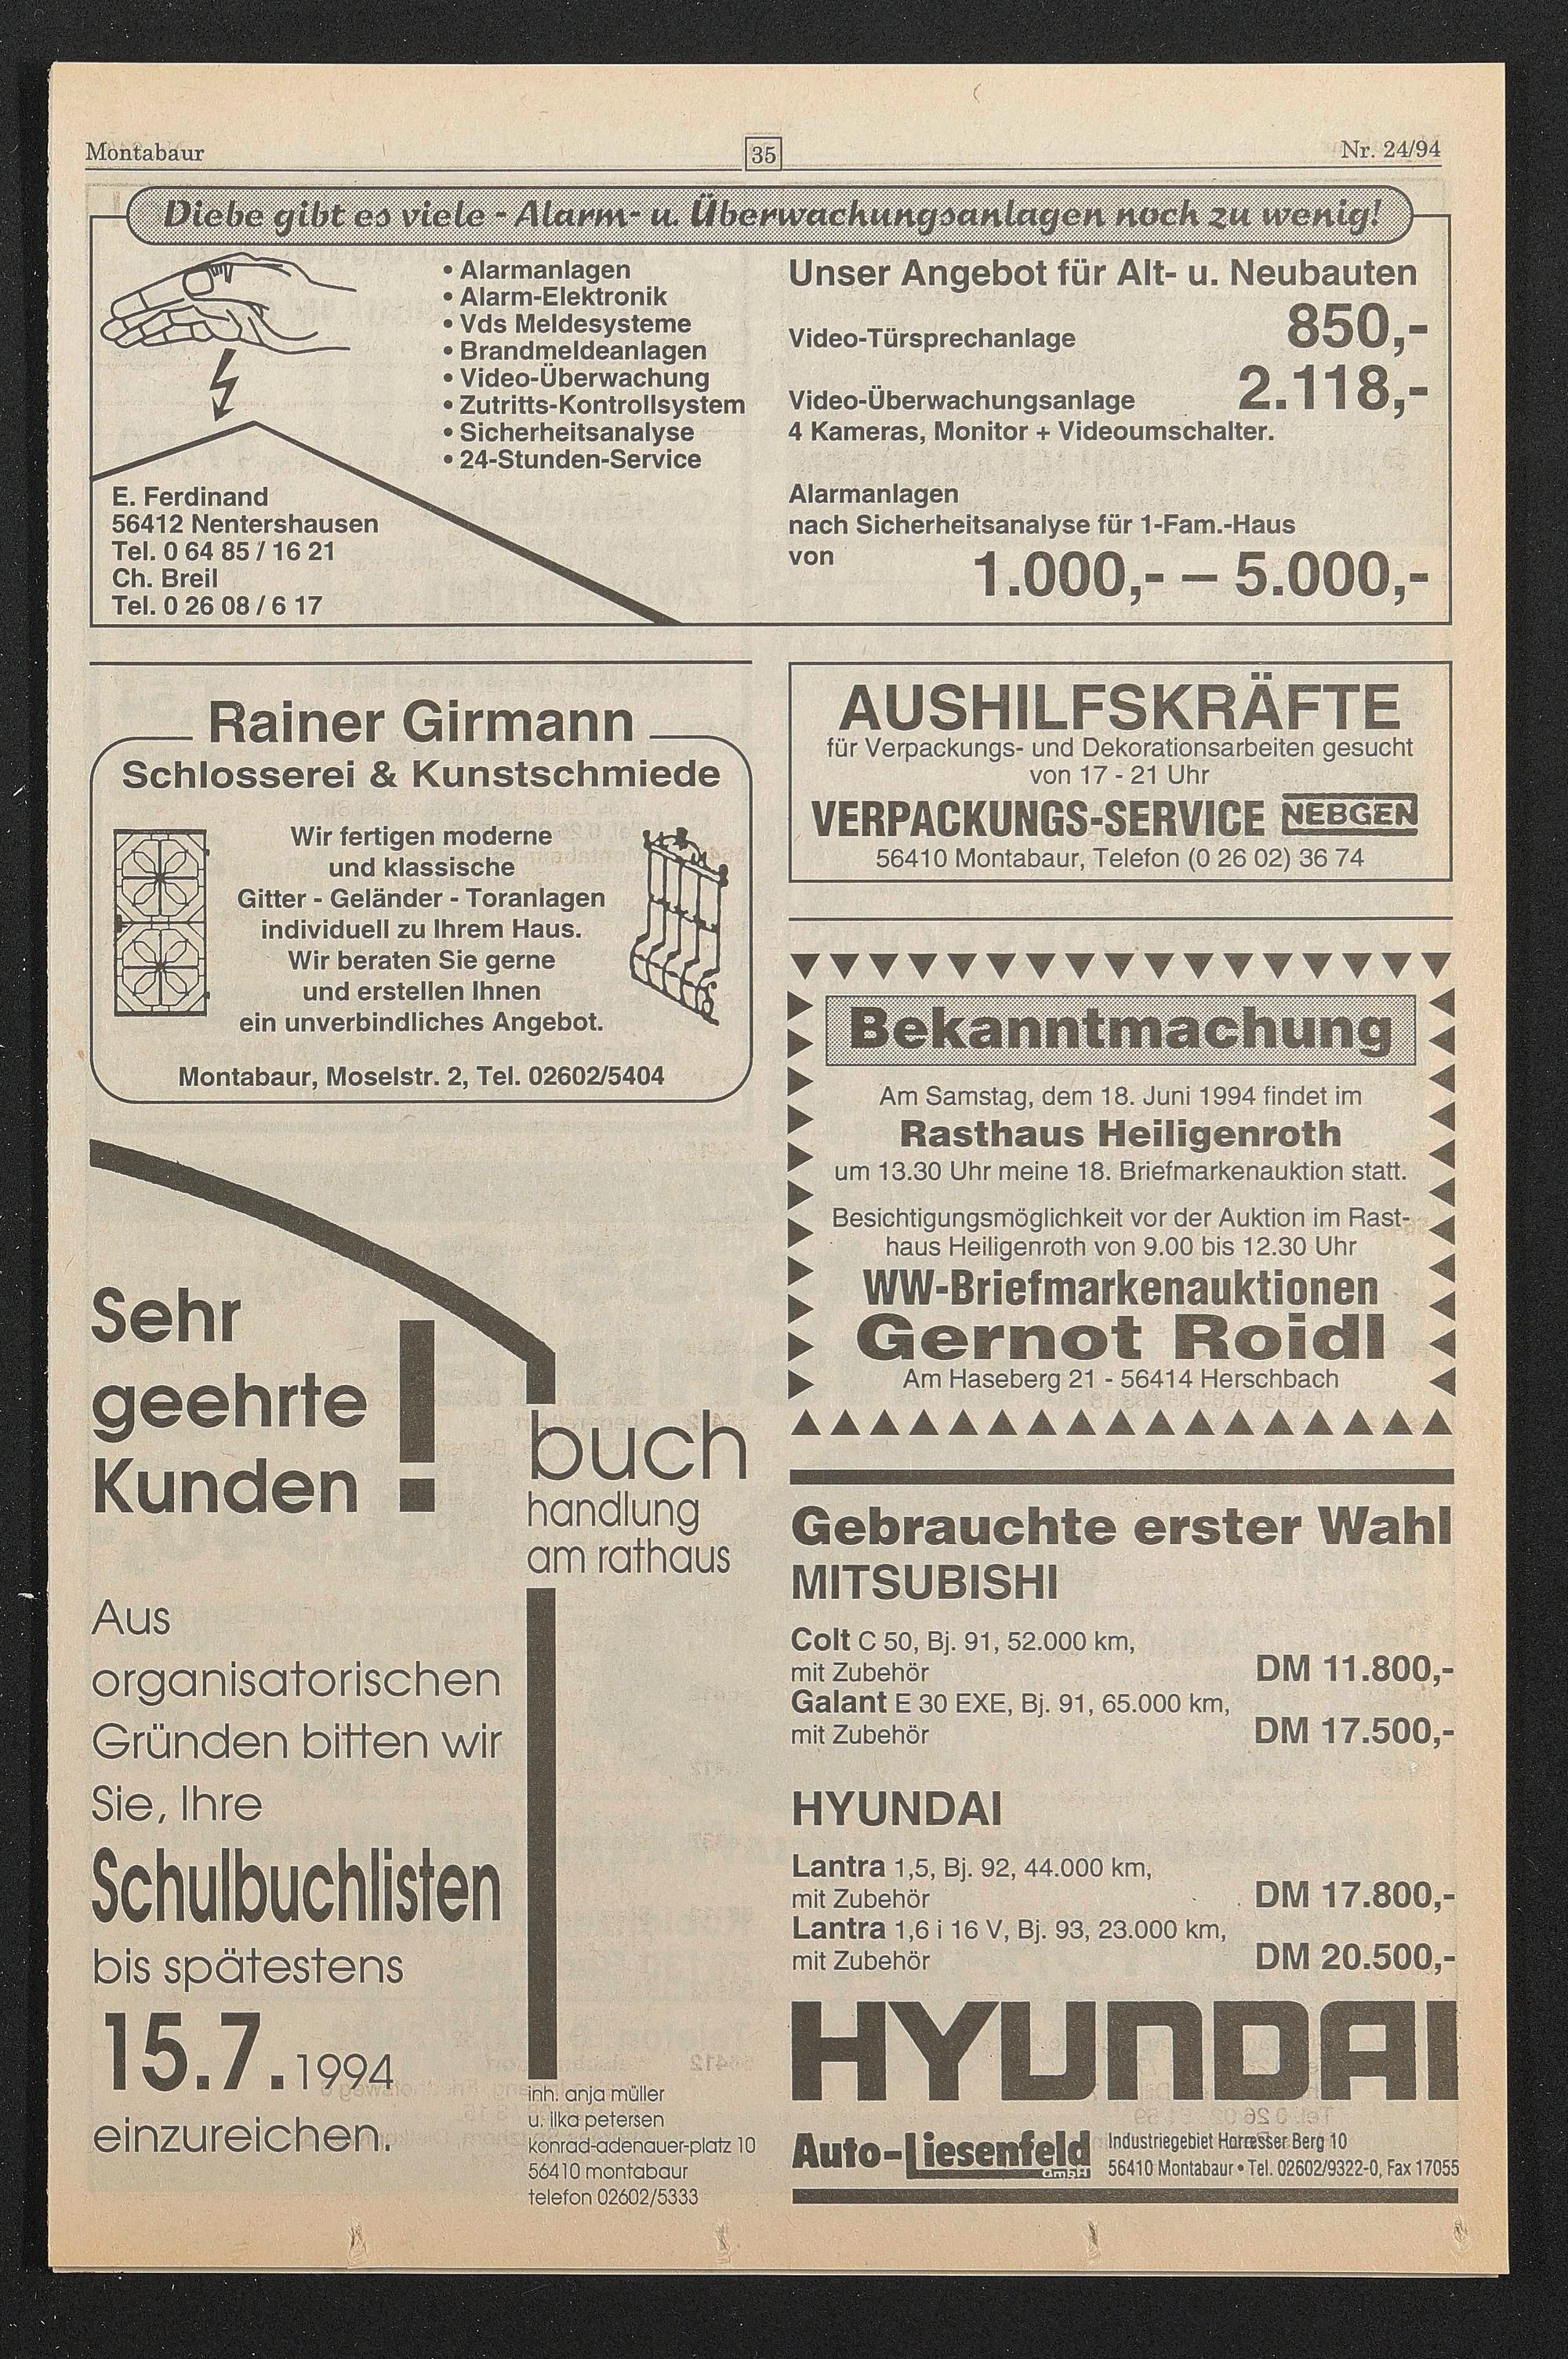 Montabaur
35
Nr. 24/94
Diebe gibt es viele - Alarm- u. Überwachungsanlagen noch zu wenig!
• Alarmanlagen
• Alarm-Elektronik
• Vds Meldesysteme
• Brandmeldeanlagen
• Video-Überwachung
• Zutritts-Kontrollsystem
• Sicherheitsanalyse
• 24-Stunden-Service
E. Ferdinand
56412 Nentershausen
Tel. 0 64 85 / 16 21
Ch. Breil
Tel. 0 26 08 / 6 17
Unser Angebot für Alt- u. Neubauten
Video-Türsprechanlage 850,-
Video-Überwachungsanlage 2.118,-
4 Kameras, Monitor + Videoumschalter.
Alarmanlagen
nach Sicherheitsanalyse für 1-Fam.-Haus
von 1.000,- – 5.000,-
Rainer Girmann
Schlosserei & Kunstschmiede
Wir fertigen moderne
und klassische
Gitter - Geländer - Toranlagen
individuell zu Ihrem Haus.
Wir beraten Sie gerne
und erstellen Ihnen
ein unverbindliches Angebot.
Montabaur, Moselstr. 2, Tel. 02602/5404
Sehr
geehrte
Kunden !
buch
handlung
am rathaus
Aus
organisatorischen
Gründen bitten wir
Sie, Ihre
Schulbuchlisten
bis spätestens
15.7.1994
einzureichen.
inh. anja müller
u. ilka petersen
konrad-adenauer-platz 10
56410 montabaur
telefon 02602/5333
AUSHILFSKRÄFTE
für Verpackungs- und Dekorationsarbeiten gesucht
von 17 - 21 Uhr
VERPACKUNGS-SERVICE NEBGEN
56410 Montabaur, Telefon (0 26 02) 36 74
Bekanntmachung
Am Samstag, dem 18. Juni 1994 findet im
Rasthaus Heiligenroth
um 13.30 Uhr meine 18. Briefmarkenauktion statt.
Besichtigungsmöglichkeit vor der Auktion im Rast-
haus Heiligenroth von 9.00 bis 12.30 Uhr
WW-Briefmarkenauktionen
Gernot Roidl
Am Haseberg 21 - 56414 Herschbach
Gebrauchte erster Wahl
MITSUBISHI
Colt C 50, Bj. 91, 52.000 km,
mit Zubehör DM 11.800,-
Galant E 30 EXE, Bj. 91, 65.000 km,
mit Zubehör DM 17.500,-
HYUNDAI
Lantra 1,5, Bj. 92, 44.000 km,
mit Zubehör DM 17.800,-
Lantra 1,6 i 16 V, Bj. 93, 23.000 km,
mit Zubehör DM 20.500,-
HYUNDAI
Auto-Liesenfeld GmbH
Industriegebiet Horresser Berg 10
56410 Montabaur • Tel. 02602/9322-0, Fax 17055